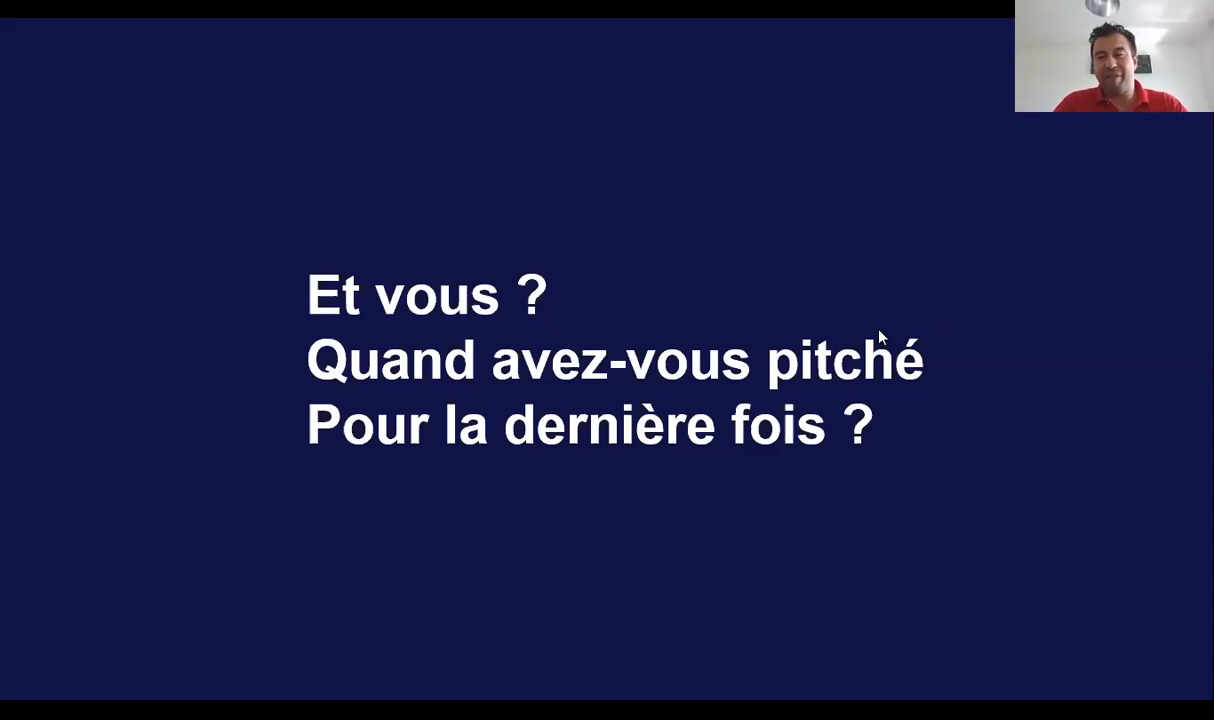 Et vous ?
Quand avez-vous pitché
Pour la dernière fois ?